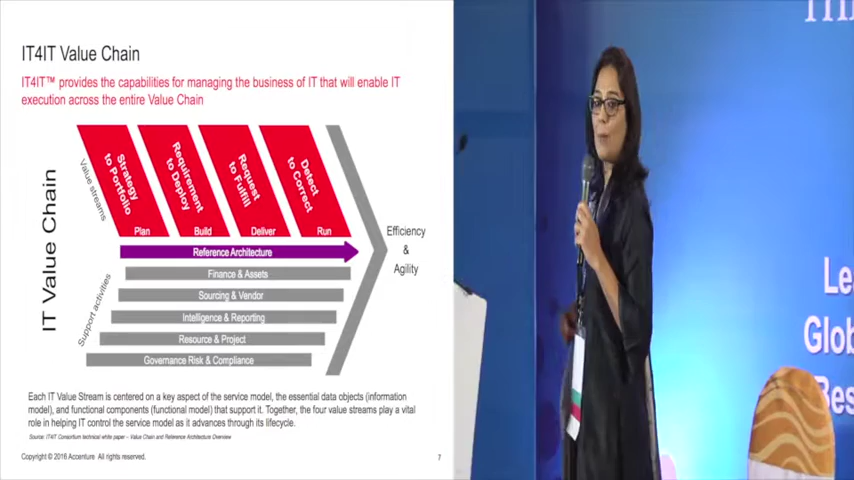 IT4IT Value Chain
IT4IT™ provides the capabilities for managing the business of IT that will enable IT
execution across the entire Value Chain
IT Value Chain
Value streams
Strategy
to Portfolio
Plan
Requirement
to Deploy
Build
Request
to Fulfill
Deliver
Detect
to Correct
Run
Reference Architecture
Support activities
Finance & Assets
Sourcing & Vendor
Intelligence & Reporting
Resource & Project
Governance Risk & Compliance
Efficiency
&
Agility
Each IT Value Stream is centered on a key aspect of the service model, the essential data objects (information
model), and functional components (functional model) that support it. Together, the four value streams play a vital
role in helping IT control the service model as it advances through its lifecycle.
Source: IT4IT Consortium technical white paper – Value Chain and Reference Architecture Overview
Copyright © 2016 Accenture All rights reserved.
7
Le
Glob